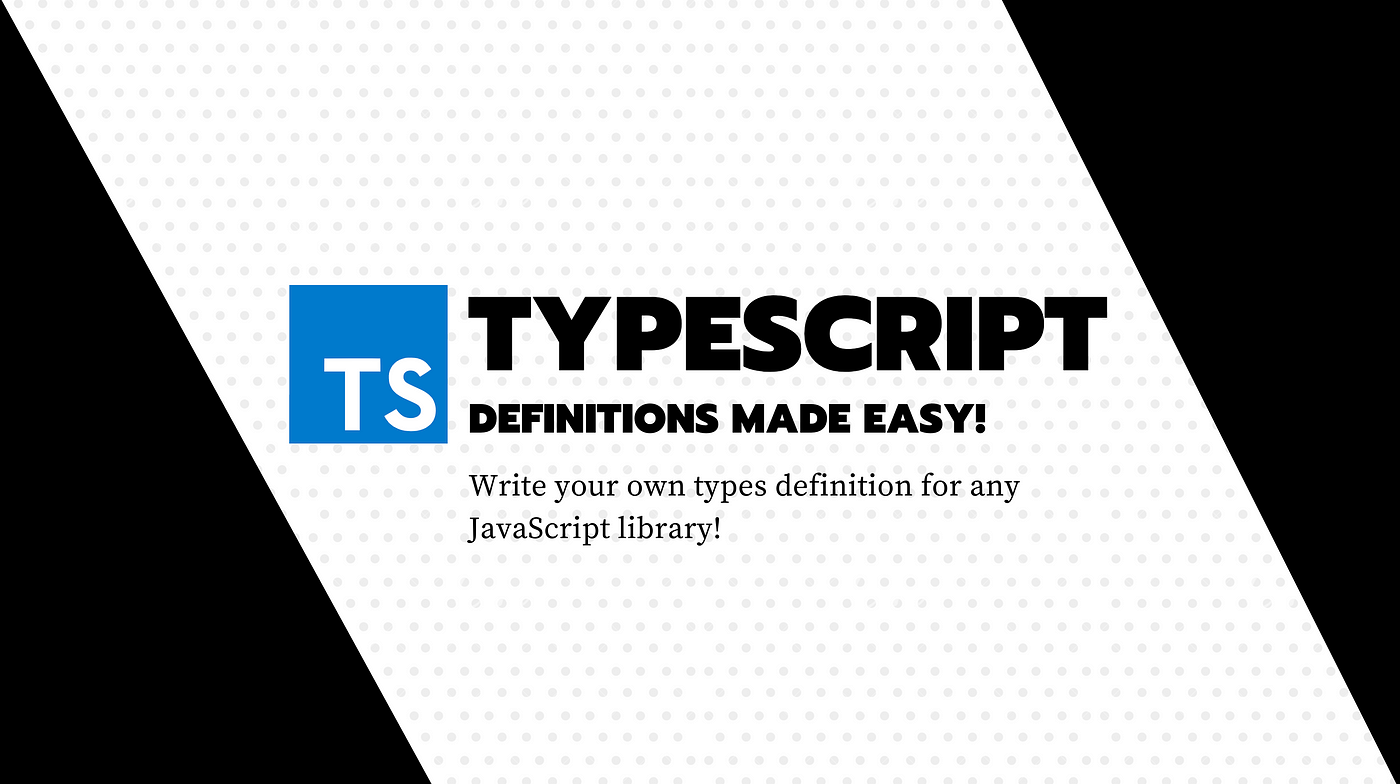 TS
TYPESCRIPT
DEFINITIONS MADE EASY!
Write your own types definition for any
JavaScript library!